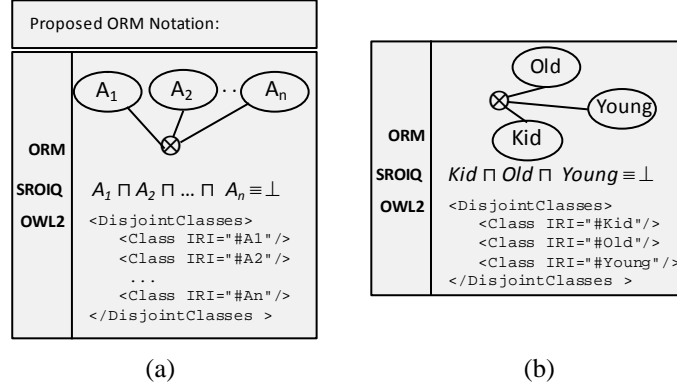 Proposed ORM Notation:
A1 A2 .. An
ORM
SROIQ A1 ⊓ A2 ⊓ ... ⊓ An ≡ ⊥
OWL2 <DisjointClasses>
<Class IRI="#A1"/>
<Class IRI="#A2"/>
...
<Class IRI="#An"/>
</DisjointClasses >
(a)
Old
Young
Kid
ORM
SROIQ Kid ⊓ Old ⊓ Young ≡ ⊥
OWL2 <DisjointClasses>
<Class IRI="#Kid"/>
<Class IRI="#Old"/>
<Class IRI="#Young"/>
</DisjointClasses >
(b)